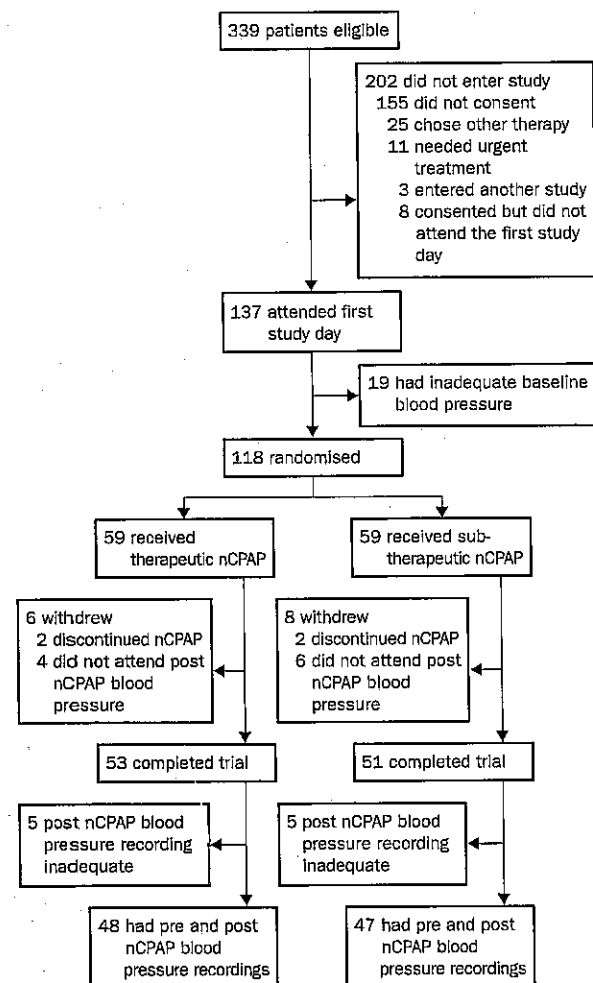 339 patients eligible
202 did not enter study
155 did not consent
25 chose other therapy
11 needed urgent
treatment
3 entered another study
8 consented but did not
attend the first study
day
137 attended first
study day
19 had inadequate baseline
blood pressure
118 randomised
59 received
therapeutic nCPAP
59 received sub-
therapeutic nCPAP
6 withdrew
2 discontinued nCPAP
4 did not attend post
nCPAP blood
pressure
8 withdrew
2 discontinued nCPAP
6 did not attend post
nCPAP blood
pressure
53 completed trial
51 completed trial
5 post nCPAP blood
pressure recording
inadequate
5 post nCPAP blood
pressure recording
inadequate
48 had pre and post
nCPAP blood
pressure recordings
47 had pre and post
nCPAP blood
pressure recordings